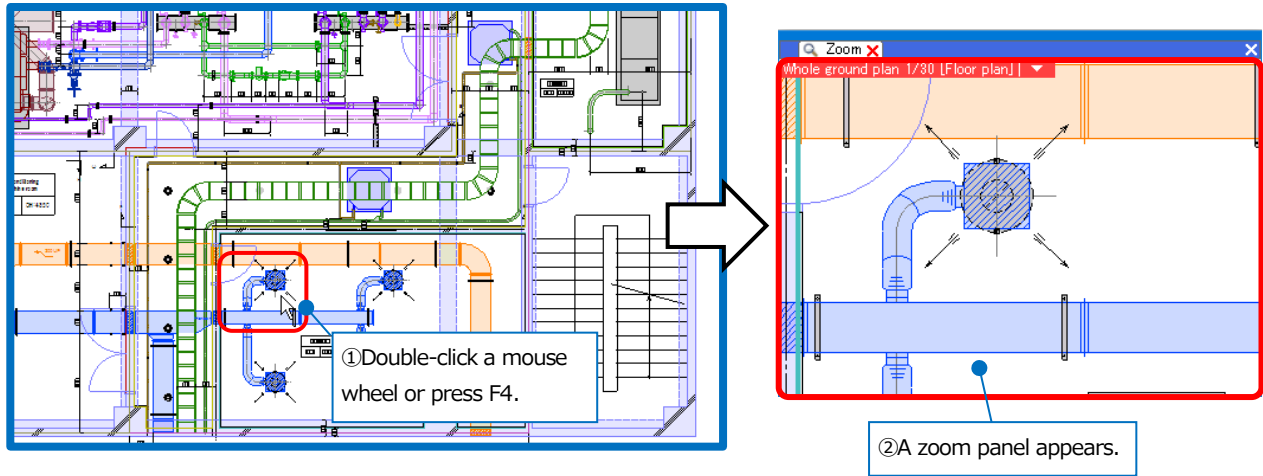 Zoom
Whole ground plan 1/30 [Floor plan] |
①Double-click a mouse
wheel or press F4.
②A zoom panel appears.